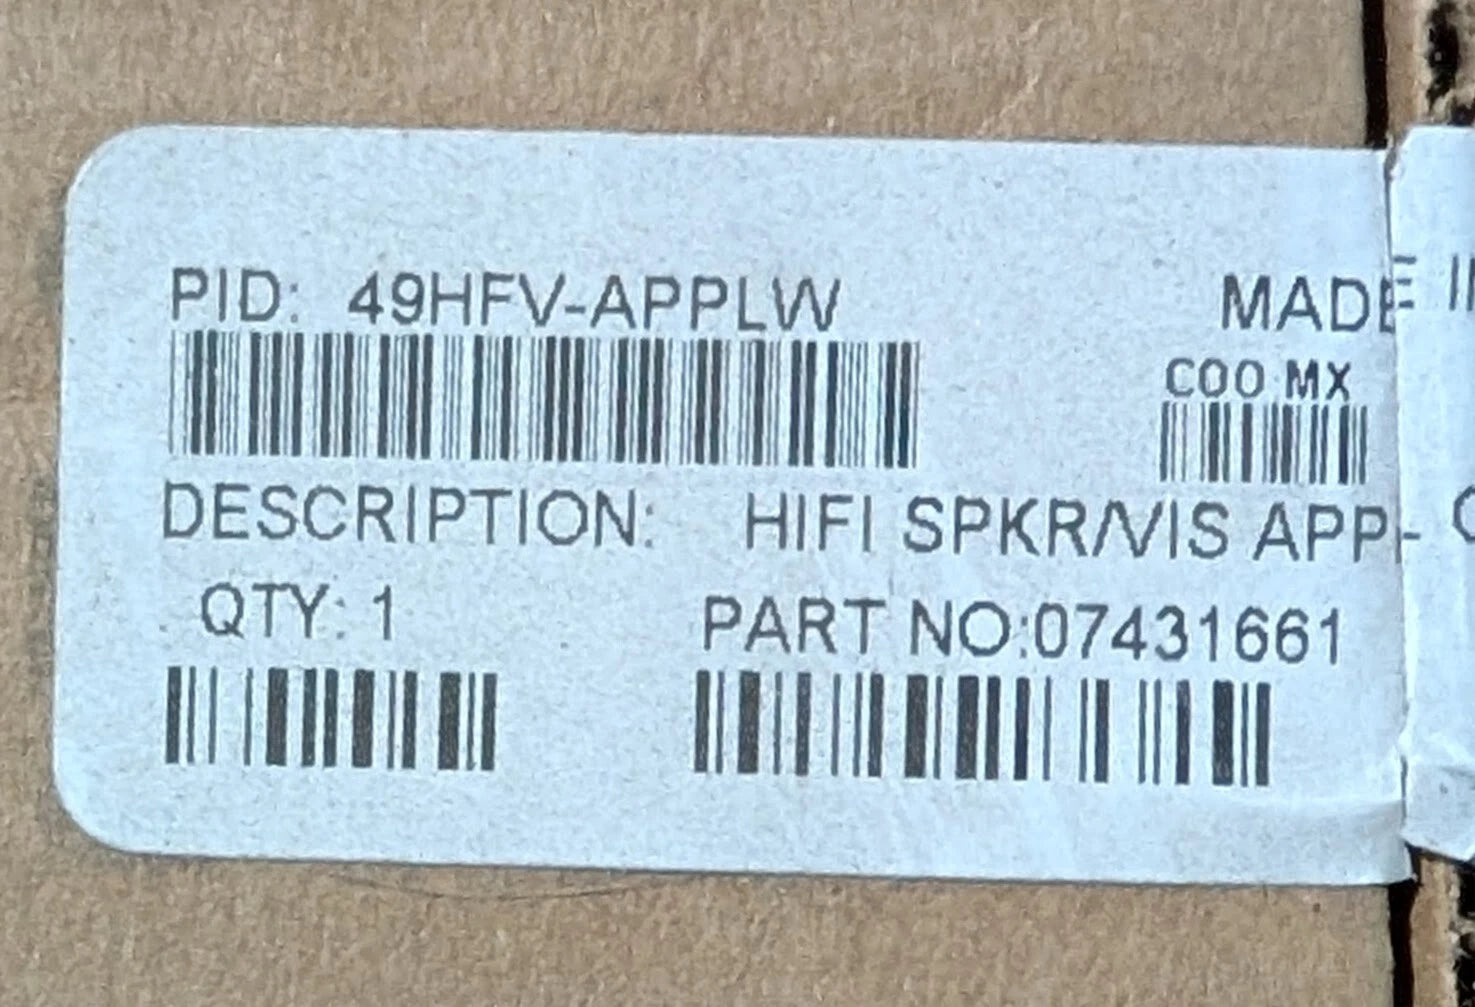 PID: 49HFV-APPLW
MADE
COO MX
DESCRIPTION: HIFI SPKR/VIS APP-
QTY: 1
PART NO:07431661